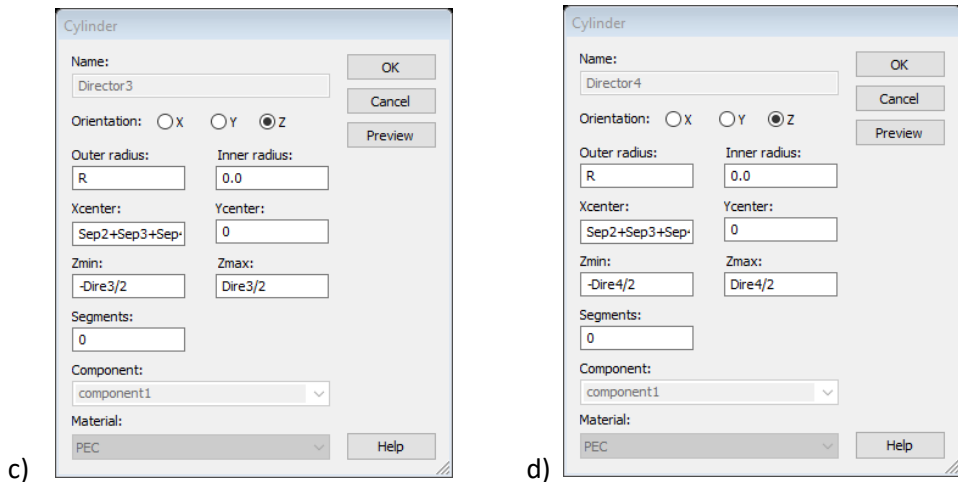 Cylinder
Name:
Director3
OK
Cancel
Orientation: X Y Z
Preview
Outer radius: Inner radius:
R 0.0
Xcenter: Ycenter:
Sep2+Sep3+Sep 0
Zmin: Zmax:
-Dire3/2 Dire3/2
Segments:
0
Component:
component1
Material:
PEC Help
c)
Cylinder
Name:
Director4
OK
Cancel
Orientation: X Y Z
Preview
Outer radius: Inner radius:
R 0.0
Xcenter: Ycenter:
Sep2+Sep3+Sep 0
Zmin: Zmax:
-Dire4/2 Dire4/2
Segments:
0
Component:
component1
Material:
PEC Help
d)